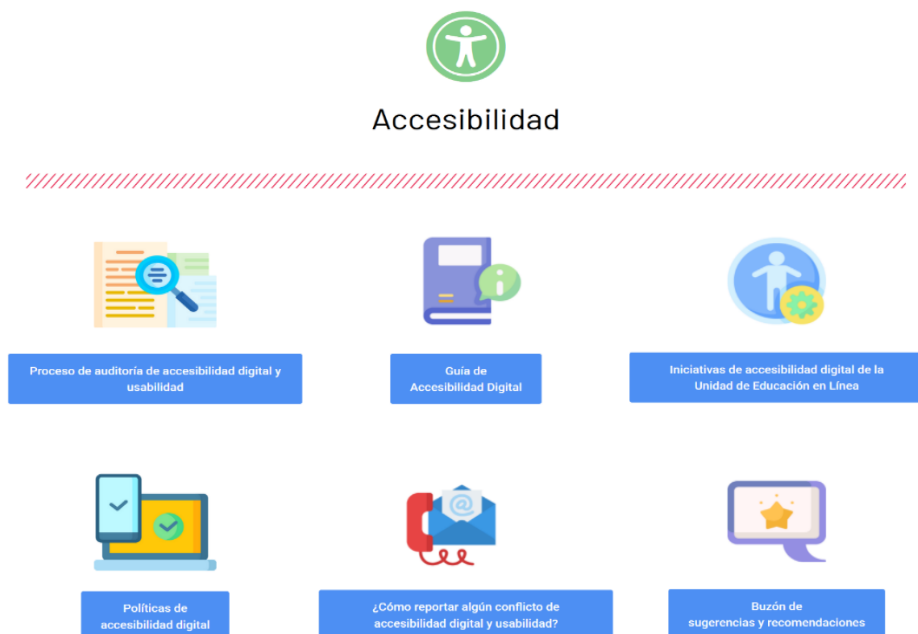 Accesibilidad
Proceso de auditoría de accesibilidad digital y
usabilidad
Guía de
Accesibilidad Digital
Iniciativas de accesibilidad digital de la
Unidad de Educación en Línea
@
Políticas de
accesibilidad digital
¿Cómo reportar algún conflicto de
accesibilidad digital y usabilidad?
Buzón de
sugerencias y recomendaciones